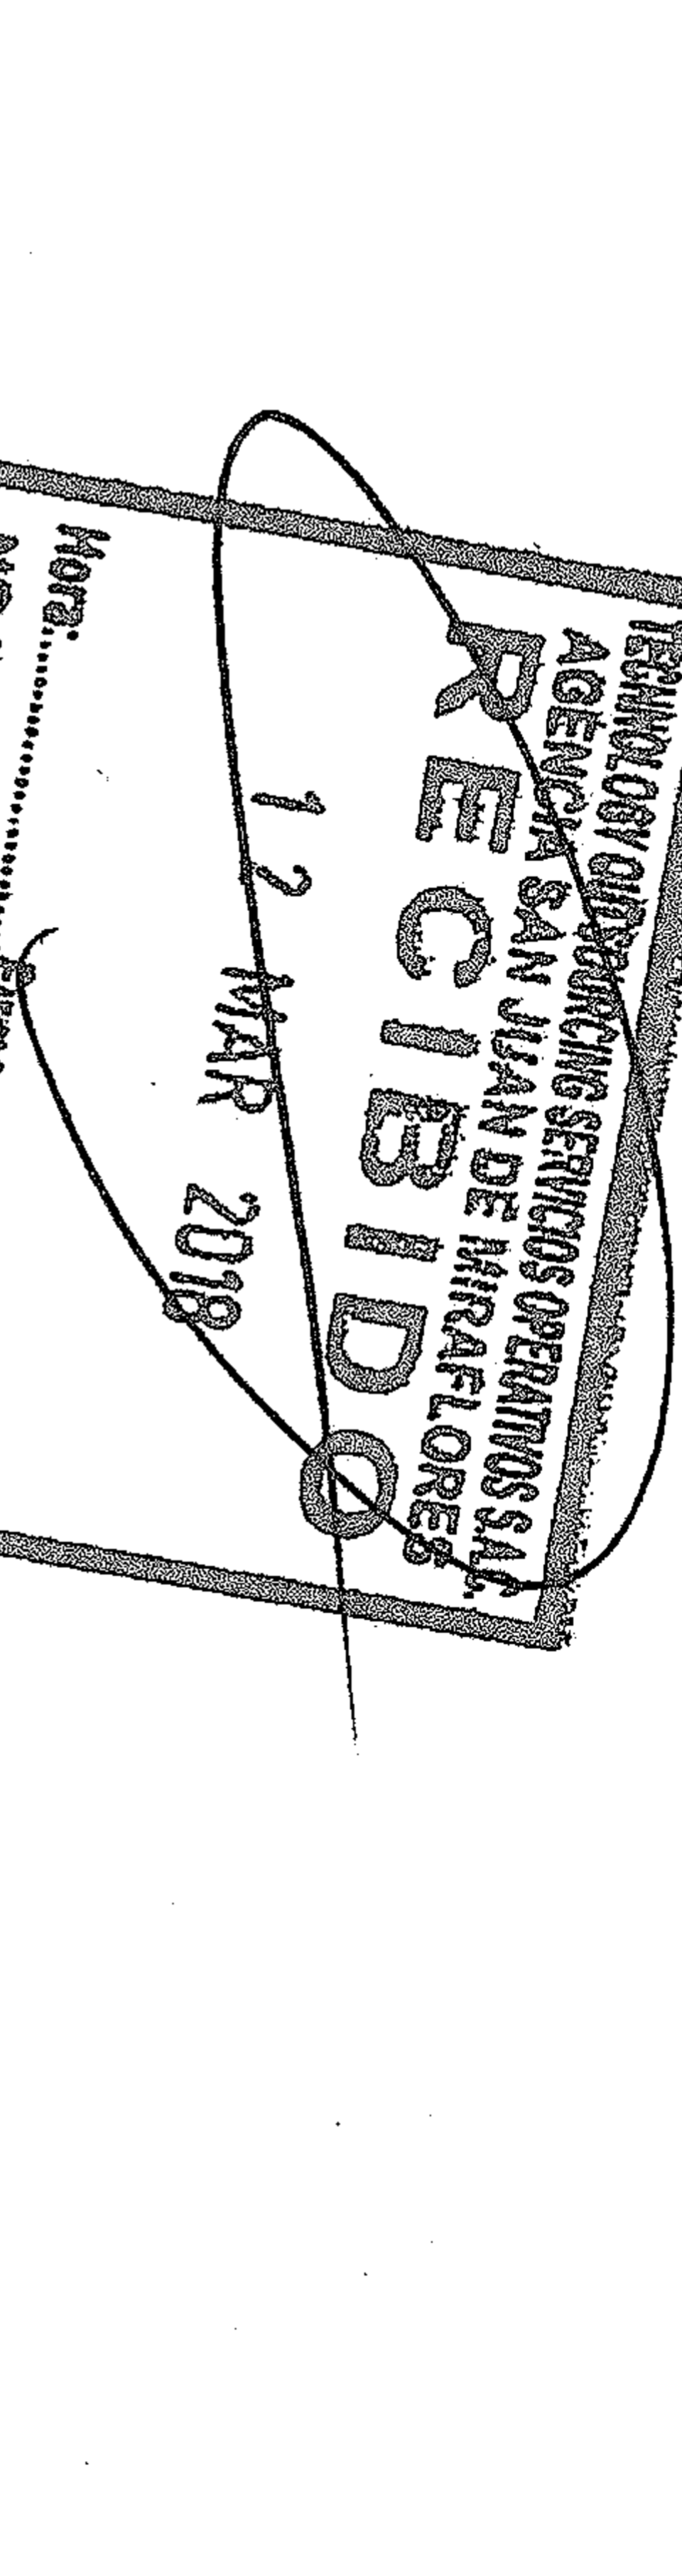 TECHNOLOGY OUTSOURCING SERVICIOS OPERATIVOS S.A.C.
AGENCIA SAN JUAN DE MIRAFLORES
RECIBIDO
12 MAR 2018
Hora: